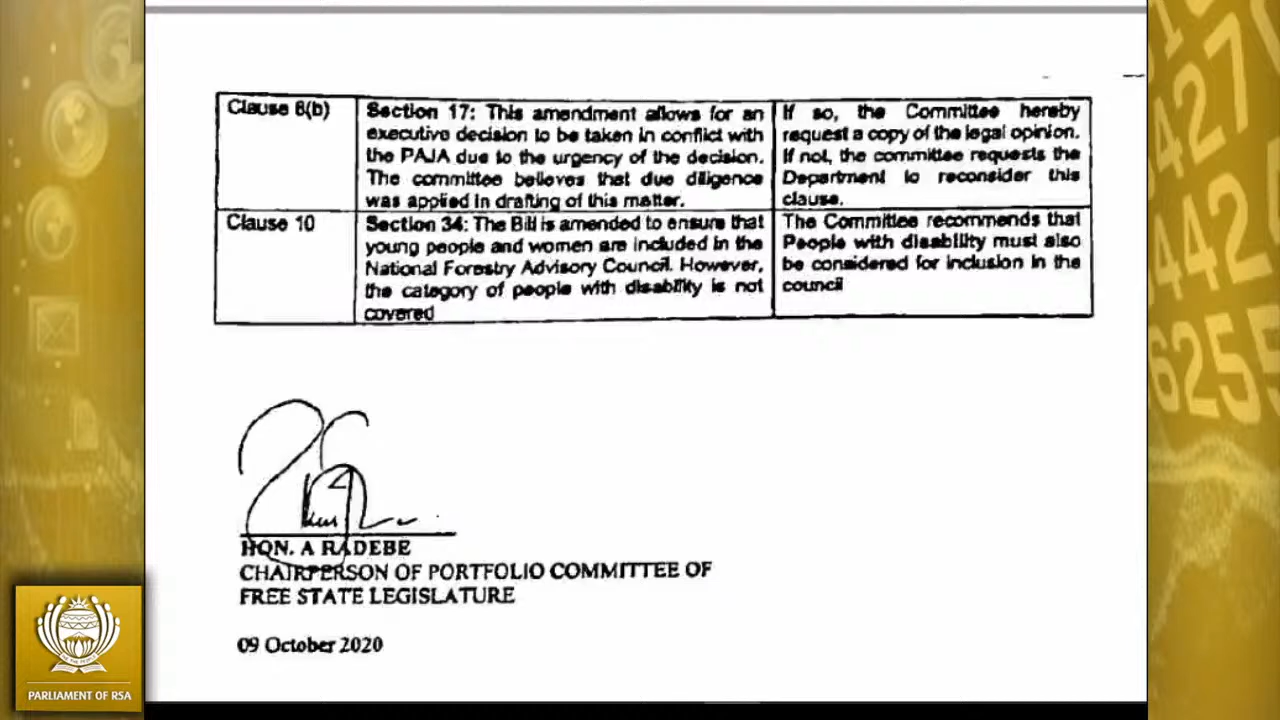 Clause 8(b)
Section 17: This amendment allows for an
executive decision to be taken in conflict with
the PAJA due to the urgency of the decision.
The committee believes that due diligence
was applied in drafting of this matter.
If so, the Committee hereby
request a copy of the legal opinion.
If not, the committee requests the
Department to reconsider this
clause.
Clause 10
Section 34: The Bill is amended to ensure that
young people and women are included in the
National Forestry Advisory Council. However,
the category of people with disability is not
covered
The Committee recommends that
People with disability must also
be considered for inclusion in the
council
HON. A RADEBE
CHAIRPERSON OF PORTFOLIO COMMITTEE OF
FREE STATE LEGISLATURE
09 October 2020
PARLIAMENT OF RSA
427
442
6255